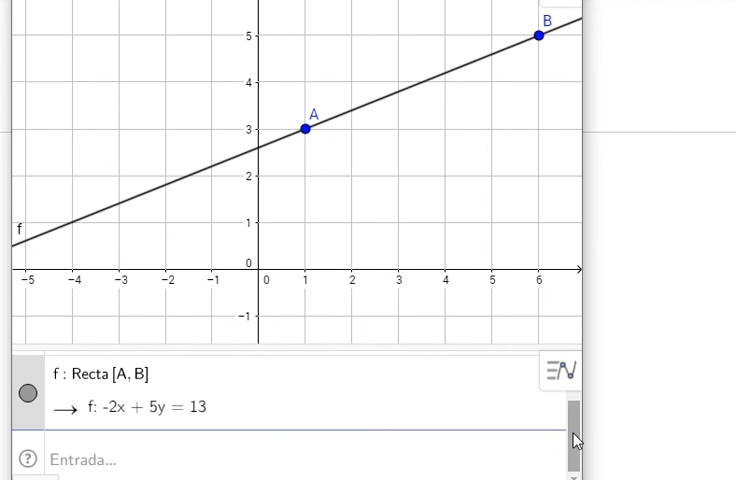 B
5
4
A
3
2
f
1
0
−5 −4 −3 −2 −1 0 1 2 3 4 5 6
−1
f : Recta [A, B]
→ f: -2x + 5y = 13
? Entrada...